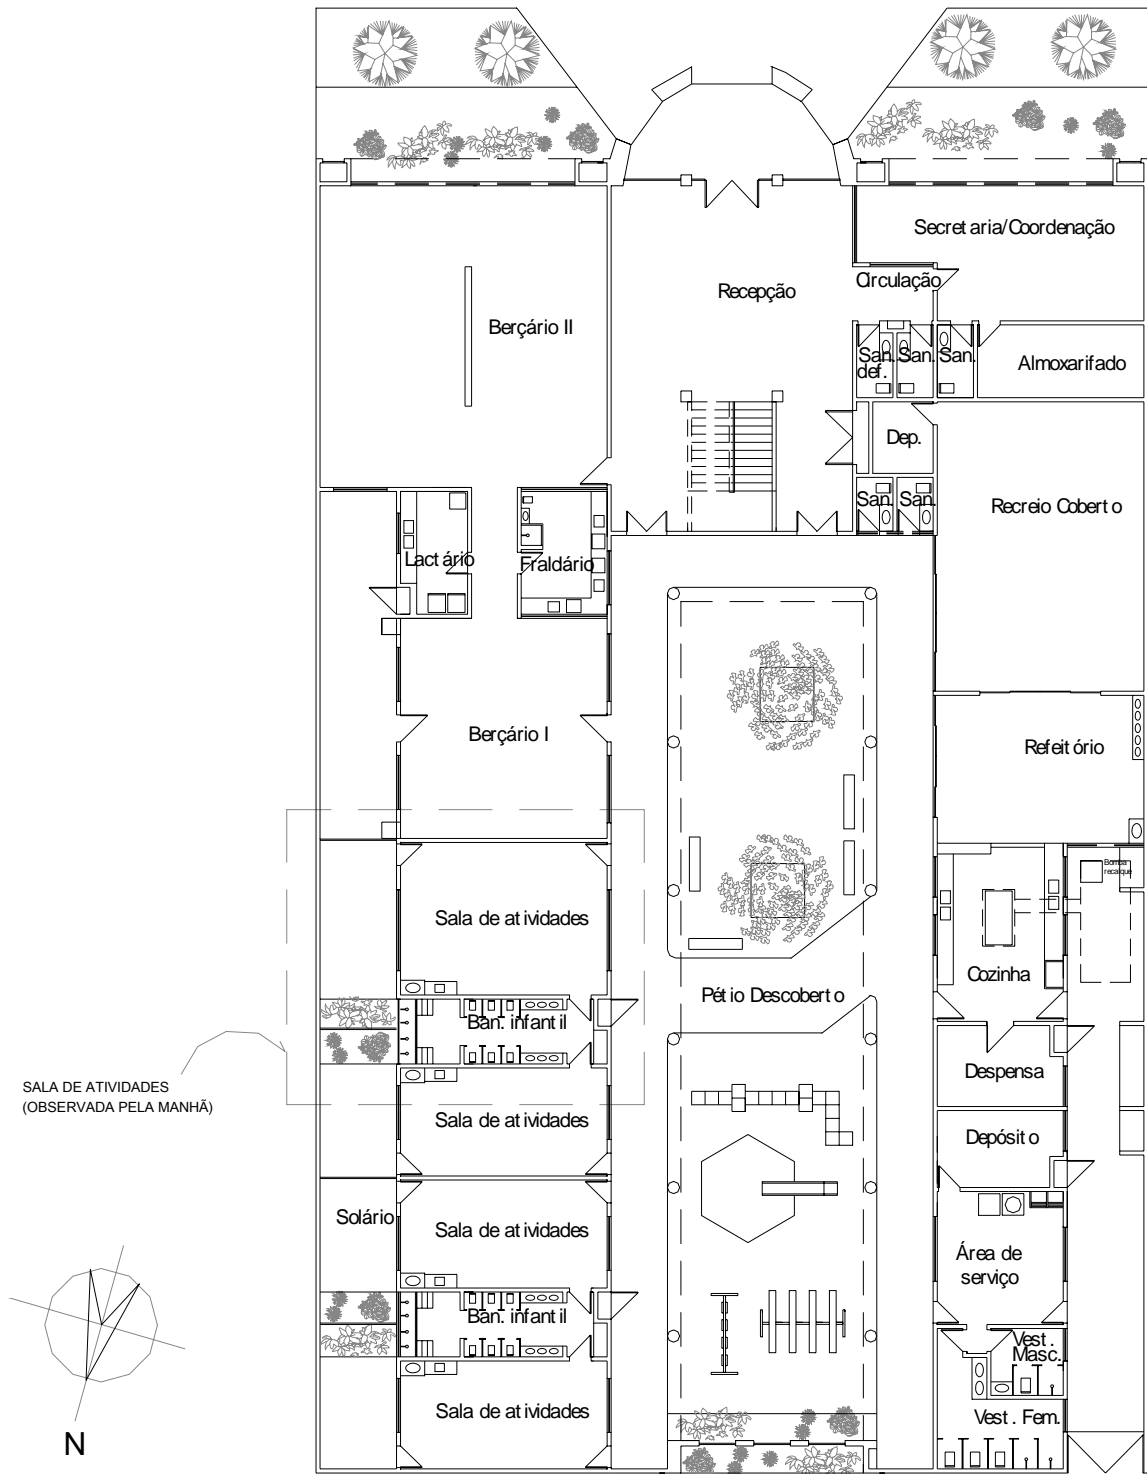 Secretaria/Coordenação
Circulação
Recepção
Berçário II
San. def.
San.
San.
Almoxarifado
Dep.
San.
San.
Recreio Coberto
Lactário
Fraldário
Berçário I
Refeitório
Bomba
recalque
Sala de atividades
Cozinha
Pétio Descoberto
Ban. infantil
SALA DE ATIVIDADES
(OBSERVADA PELA MANHÃ)
Despensa
Sala de atividades
Depósito
Solário
Sala de atividades
Área de
serviço
Ban. infantil
Vest.
Masc.
Sala de atividades
Vest. Fem.
N